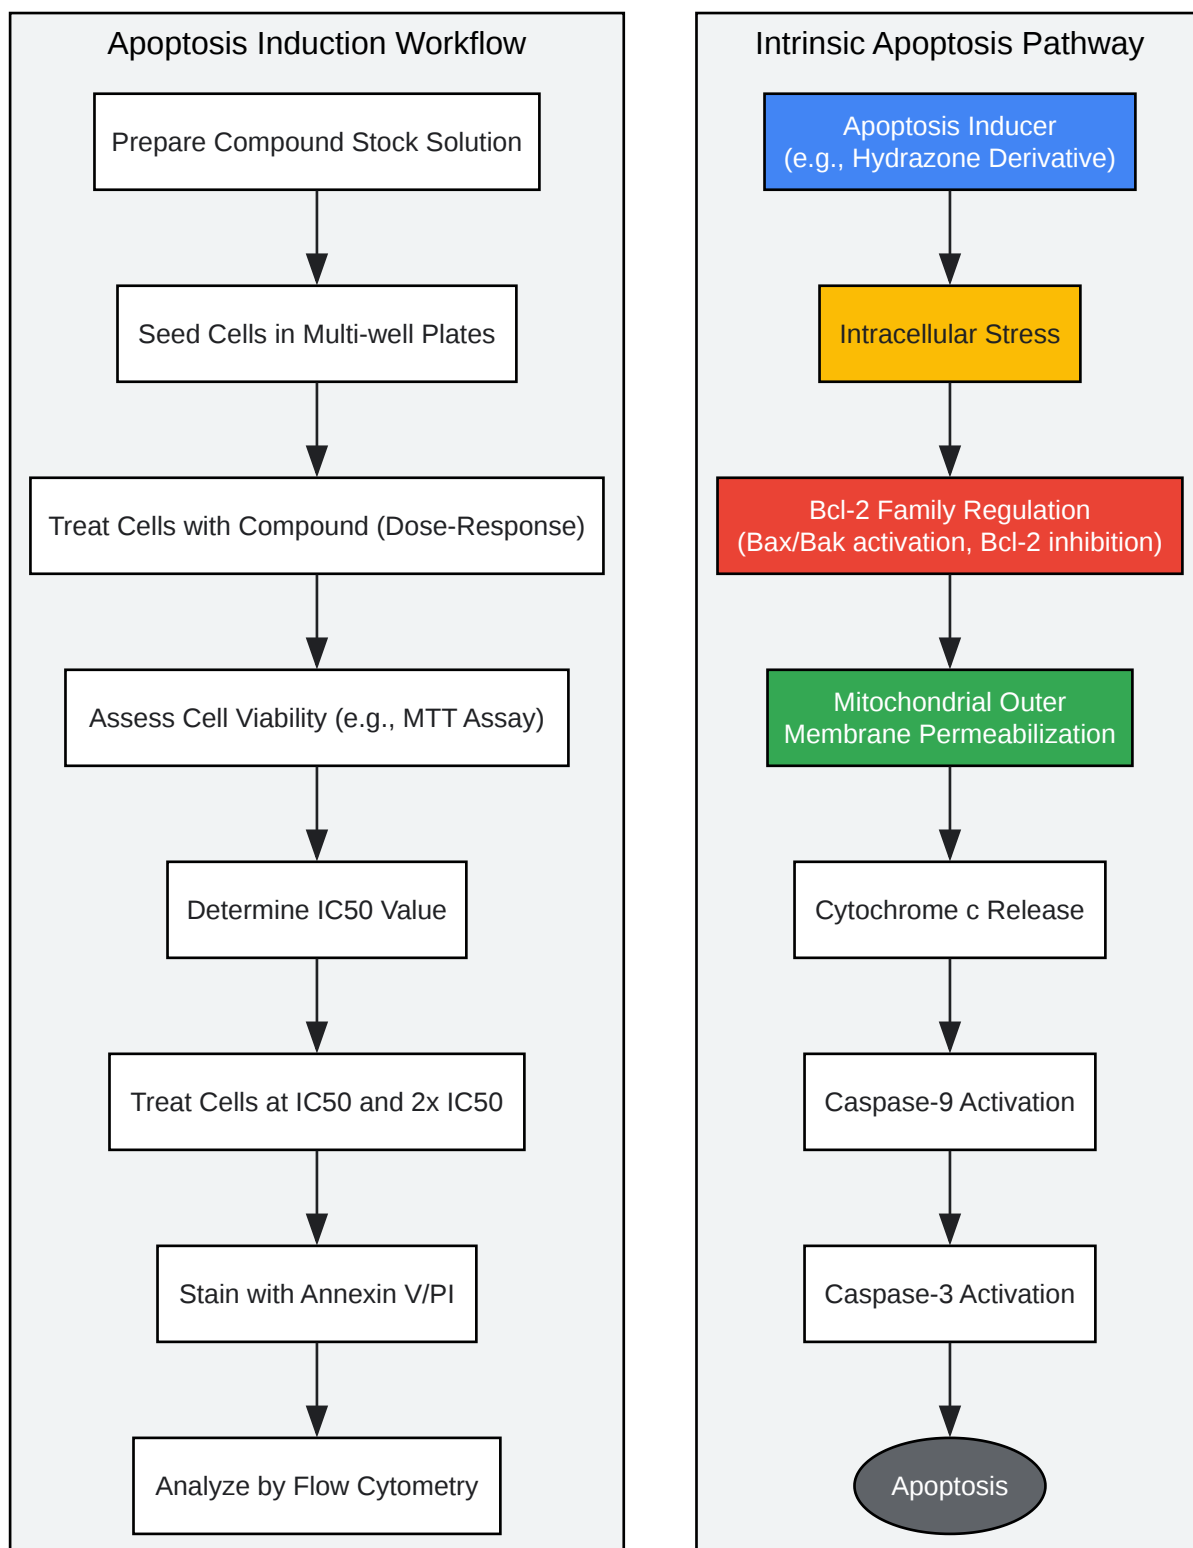 Apoptosis Induction Workflow
Prepare Compound Stock Solution
Seed Cells in Multi-well Plates
Treat Cells with Compound (Dose-Response)
Assess Cell Viability (e.g., MTT Assay)
Determine IC50 Value
Treat Cells at IC50 and 2x IC50
Stain with Annexin V/PI
Analyze by Flow Cytometry
Intrinsic Apoptosis Pathway
Apoptosis Inducer
(e.g., Hydrazone Derivative)
Intracellular Stress
Bcl-2 Family Regulation
(Bax/Bak activation, Bcl-2 inhibition)
Mitochondrial Outer
Membrane Permeabilization
Cytochrome c Release
Caspase-9 Activation
Caspase-3 Activation
Apoptosis